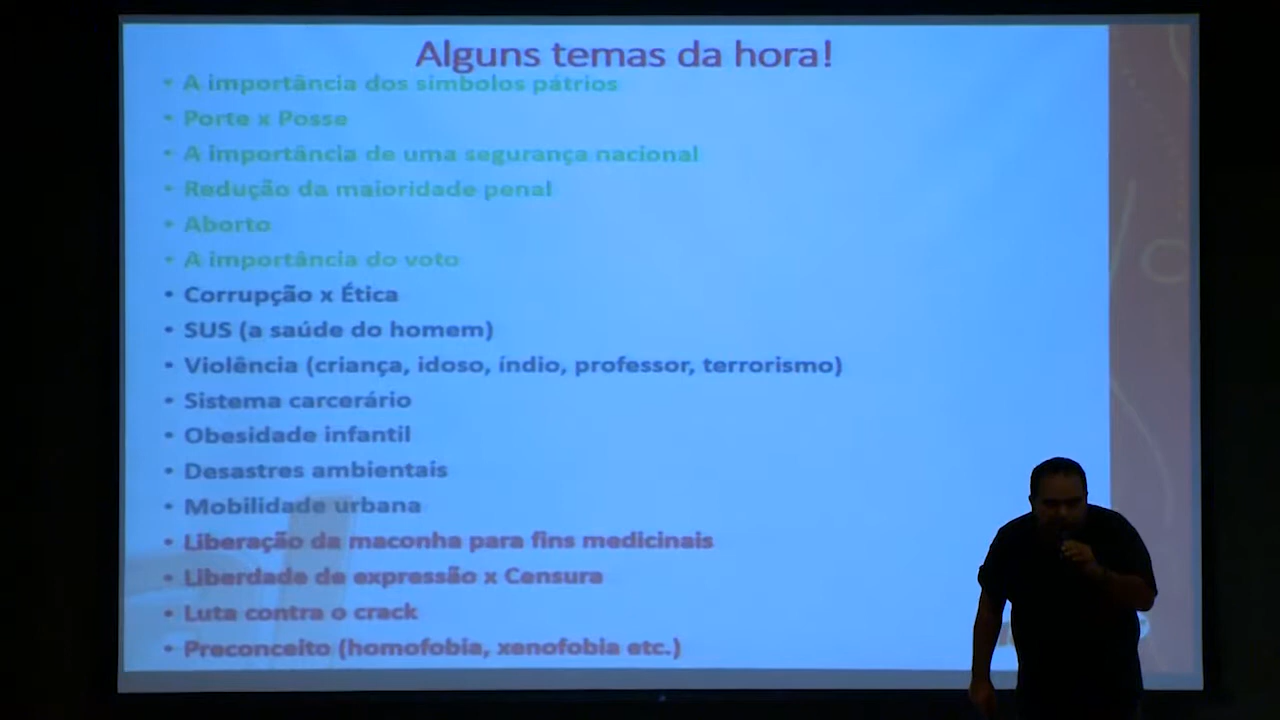 Alguns temas da hora!
• A importância dos símbolos pátrios
• Porte x Posse
• A importância de uma segurança nacional
• Redução da maioridade penal
• Aborto
• A importância do voto
• Corrupção x Ética
• SUS (a saúde do homem)
• Violência (criança, idoso, índio, professor, terrorismo)
• Sistema carcerário
• Obesidade infantil
• Desastres ambientais
• Mobilidade urbana
• Liberação da maconha para fins medicinais
• Liberdade de expressão x Censura
• Luta contra o crack
• Preconceito (homofobia, xenofobia etc.)